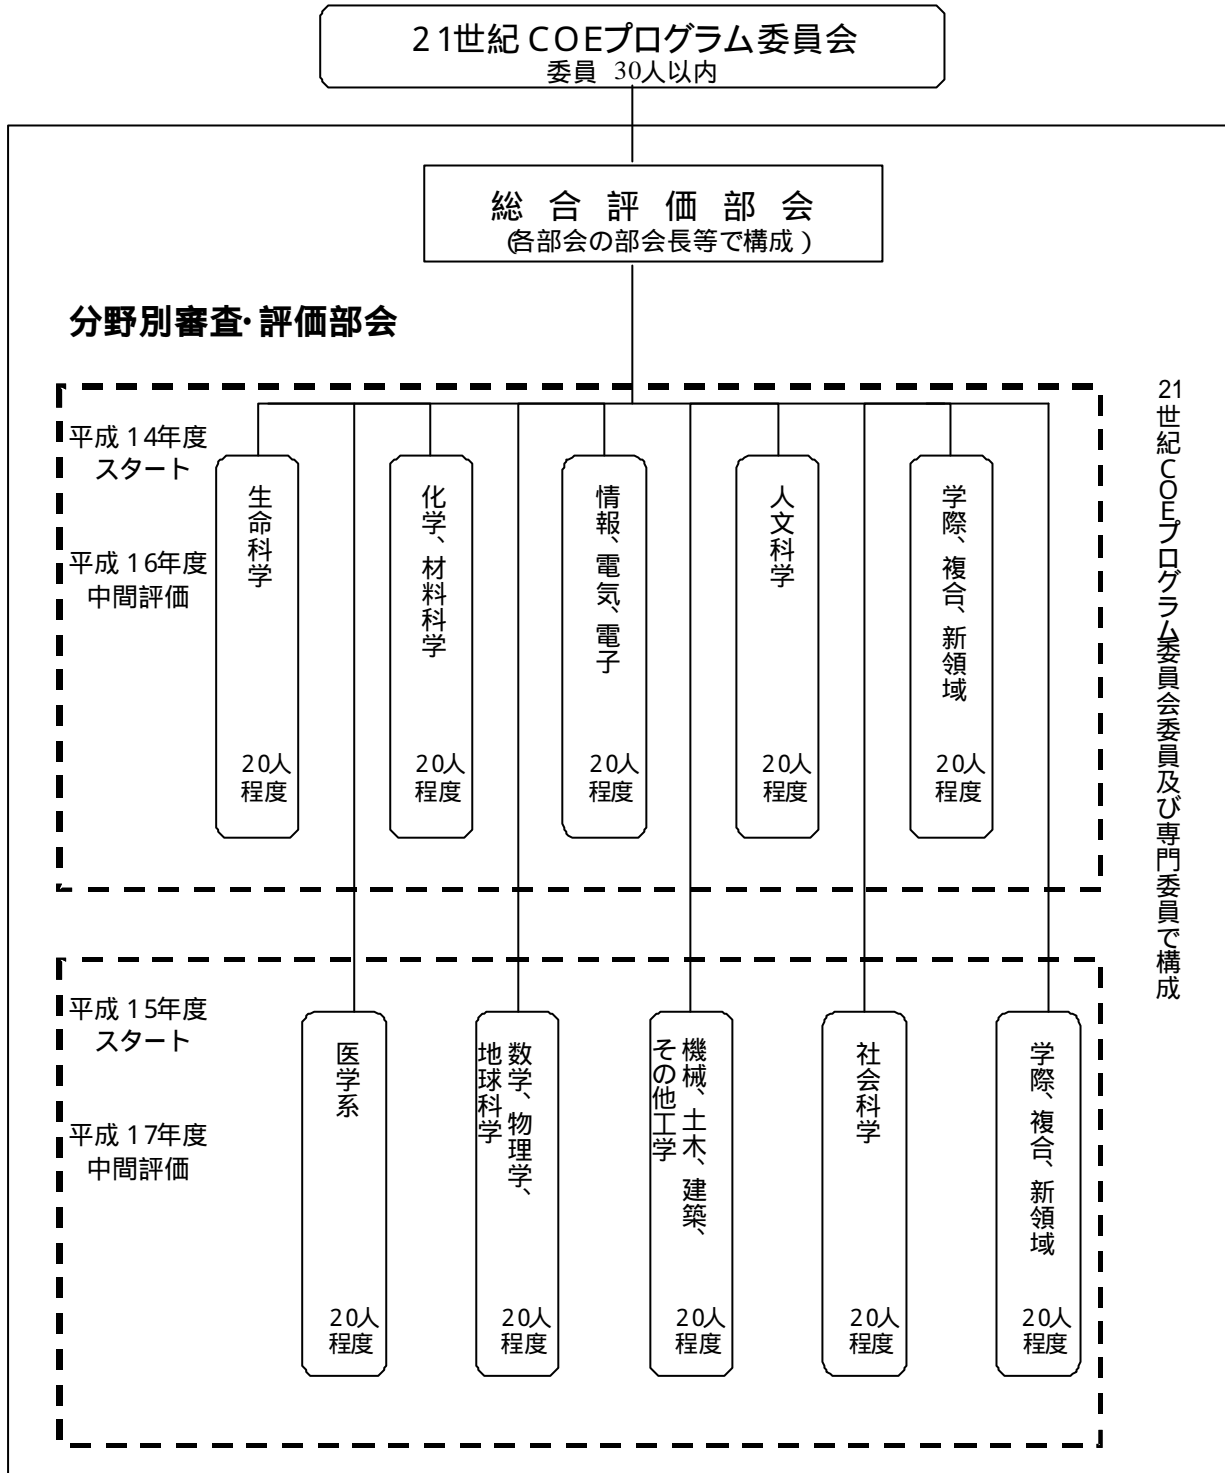 21世紀COEプログラム委員会
委員 30人以内
総合評価部会
(各部会の部会長等で構成)
分野別審査・評価部会
平成14年度
スタート
平成16年度
中間評価
生命科学
20人
程度
化学、材料科学
20人
程度
情報、電気、電子
20人
程度
人文科学
20人
程度
学際、複合、新領域
20人
程度
平成15年度
スタート
平成17年度
中間評価
医学系
20人
程度
数学、物理学、
地球科学
20人
程度
機械、土木、建築、
その他工学
20人
程度
社会科学
20人
程度
学際、複合、新領域
20人
程度
21世紀COEプログラム委員会委員及び専門委員で構成